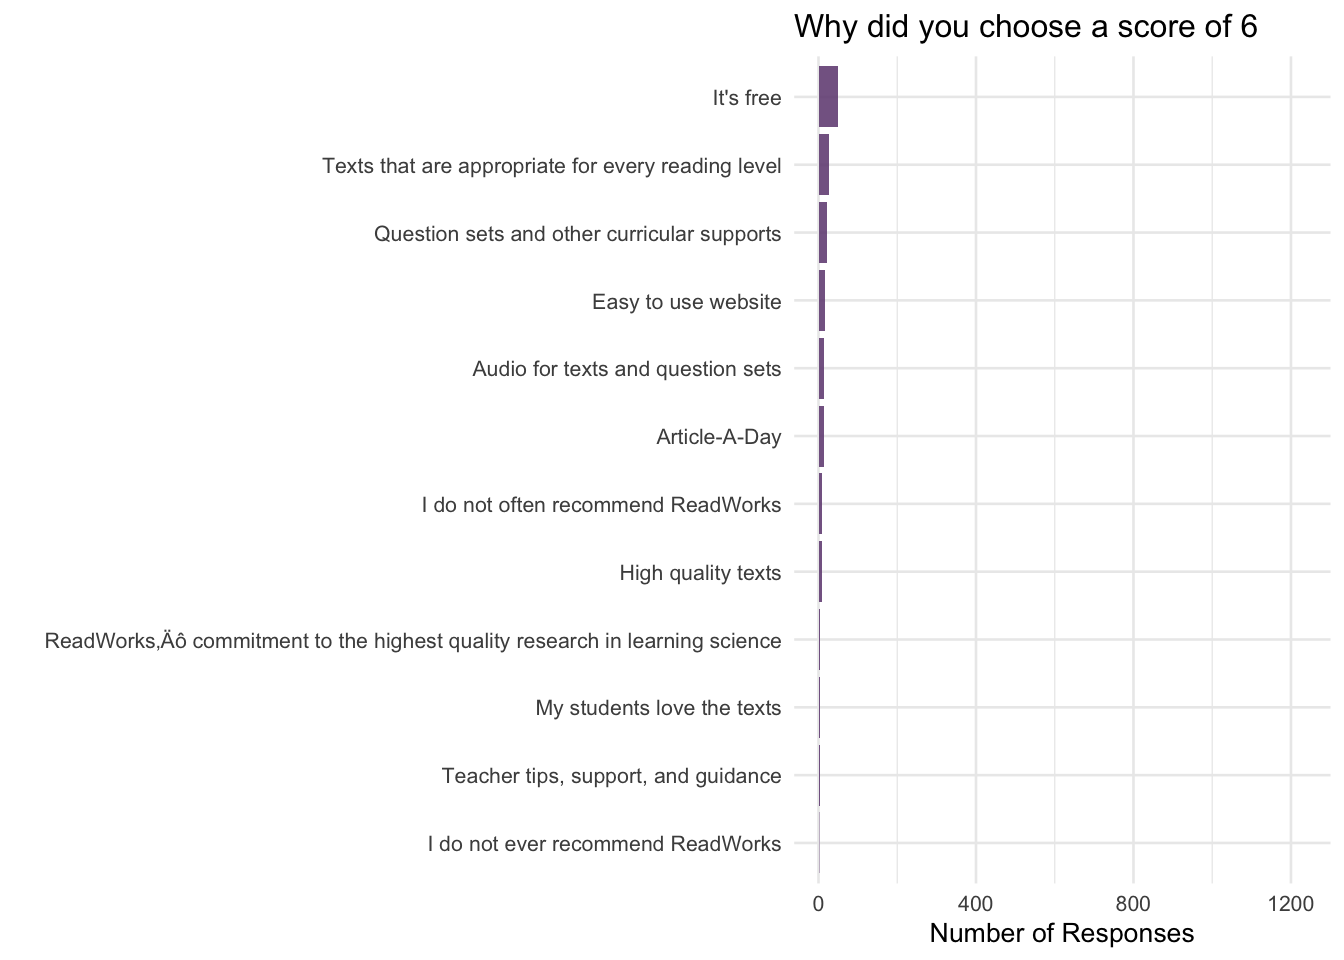 Why did you choose a score of 6
It's free
Texts that are appropriate for every reading level
Question sets and other curricular supports
Easy to use website
Audio for texts and question sets
Article-A-Day
I do not often recommend ReadWorks
High quality texts
ReadWorks‚Äô commitment to the highest quality research in learning science
My students love the texts
Teacher tips, support, and guidance
I do not ever recommend ReadWorks
0 400 800 1200
Number of Responses